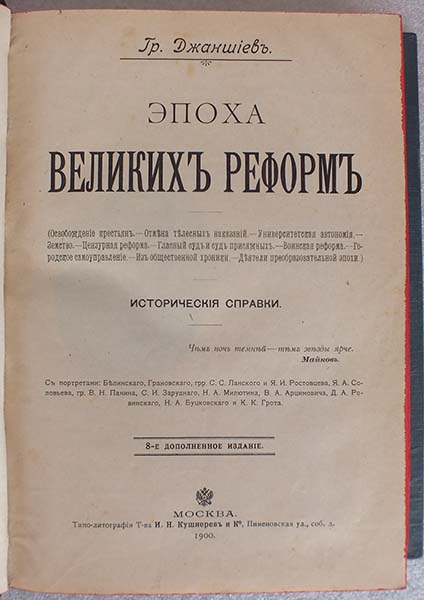 Гр. Джаншіевъ.
ЭПОХА
ВЕЛИКИХЪ РЕФОРМЪ
(Освобожденіе крестьян.—Отмѣна тѣлесныхъ наказаній.—Университетская автономія.—
Земство.—Цензурная реформа.—Гласный судъ и судъ присяжныхъ.—Воинская реформа.—Го-
родское самоуправленіе.—Изъ общественной хроники.—Дѣятели преобразовательной эпохи.)
ИСТОРИЧЕСКІЯ СПРАВКИ.
Чѣмъ ночь темнѣй—тѣмъ звѣзды ярче.
Майковъ.
Съ портретами: Бѣлинскаго, Грановскаго, грр. С. С. Ланского и Я. И. Ростовцева, Я. А. Со-
ловьева, гр. В. Н. Панина, С. И. Заруднаго, Н. А. Милютина, В. А. Арцимовича, Д. А. Ро-
винскаго, Н. А. Буцковскаго и К. К. Грота.
8-е ДОПОЛНЕННОЕ ИЗДАНІЕ.
МОСКВА.
Типо-литографія Т-ва И. Н. Кушнеревъ и Кº, Пименовская ул., соб. д.
1900.